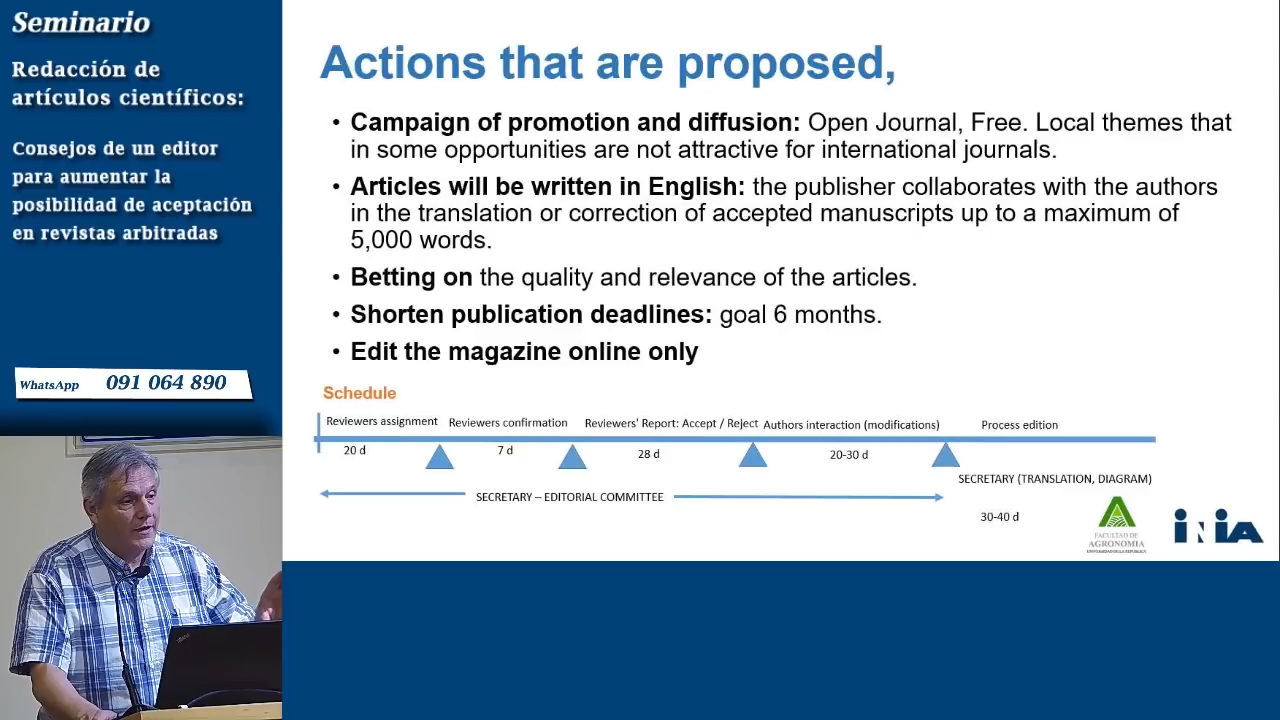 Seminario
Redacción de
artículos científicos:
Consejos de un editor
para aumentar la
posibilidad de aceptación
en revistas arbitradas
WhatsApp 091 064 890
Actions that are proposed,
• Campaign of promotion and diffusion: Open Journal, Free. Local themes that
in some opportunities are not attractive for international journals.
• Articles will be written in English: the publisher collaborates with the authors
in the translation or correction of accepted manuscripts up to a maximum of
5,000 words.
• Betting on the quality and relevance of the articles.
• Shorten publication deadlines: goal 6 months.
• Edit the magazine online only
Schedule
Reviewers assignment Reviewers confirmation Reviewers' Report: Accept / Reject Authors interaction (modifications) Process edition
20 d 7 d 28 d 20-30 d
SECRETARY (TRANSLATION, DIAGRAM)
SECRETARY – EDITORIAL COMMITTEE
30-40 d
FACULTAD DE
AGRONOMIA
UNIVERSIDAD DE LA REPUBLICA
INIA